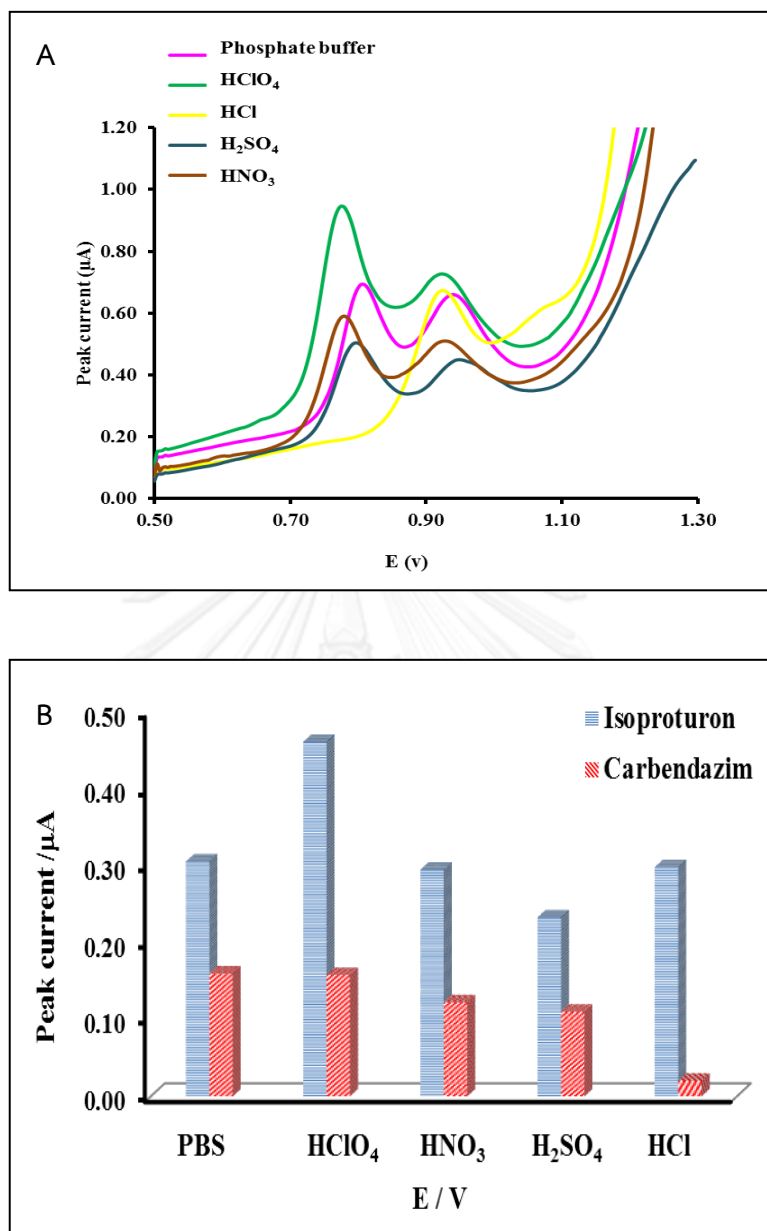 A
Phosphate buffer
HClO₄
HCl
H₂SO₄
HNO₃
1.20
1.00
0.80
0.60
0.40
0.20
0.00
Peak current (µA)
0.50 0.70 0.90 1.10 1.30
E (v)
B
Isoproturon
Carbendazim
0.50
0.40
0.30
0.20
0.10
0.00
Peak current /µA
PBS HClO₄ HNO₃ H₂SO₄ HCl
E / V